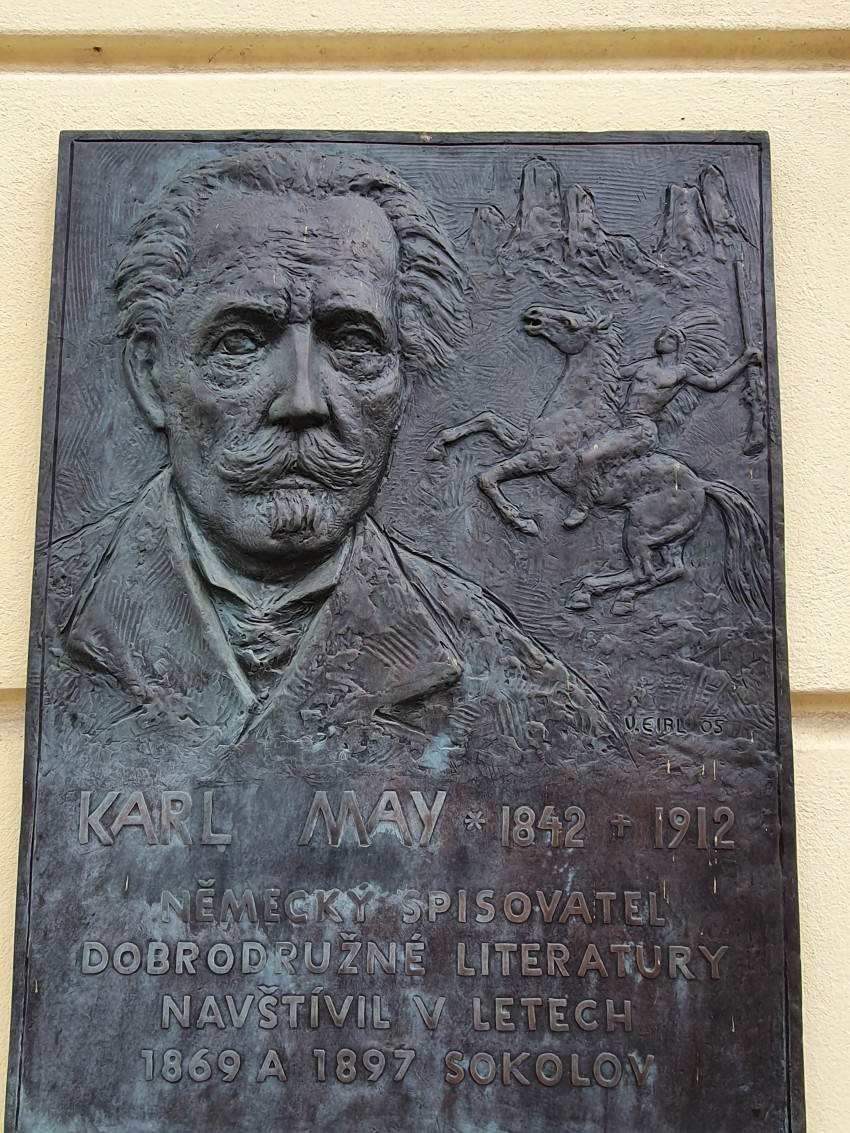 V. EIBL 05
KARL MAY * 1842 + 1912
NĚMECKÝ SPISOVATEL
DOBRODRUŽNÉ LITERATURY
NAVŠTÍVIL V LETECH
1869 A 1897 SOKOLOV